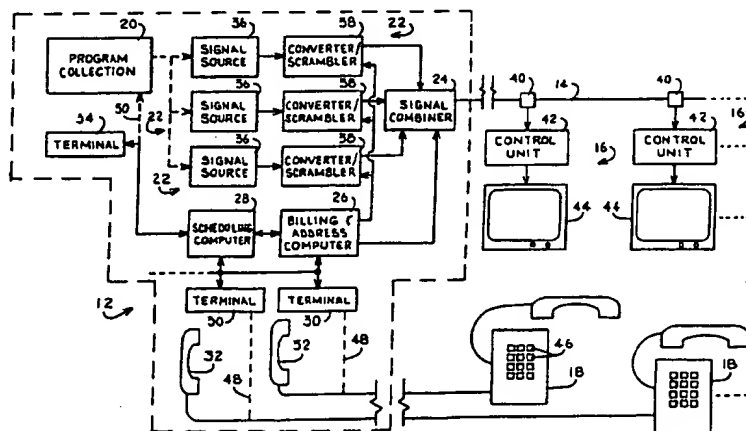 20
36
58
22
PROGRAM
COLLECTION
SIGNAL
SOURCE
CONVERTER/
SCRAMBLER
24
40
14
40
50
36
58
16
54
22
SIGNAL
SOURCE
CONVERTER/
SCRAMBLER
SIGNAL
COMBINER
42
42
TERMINAL
36
58
CONTROL
UNIT
16
CONTROL
UNIT
22
SIGNAL
SOURCE
CONVERTER/
SCRAMBLER
28
26
44
44
SCHEDULING
COMPUTER
BILLING &
ADDRESS
COMPUTER
12
TERMINAL
TERMINAL
30
30
32
32
48
48
46
18
18